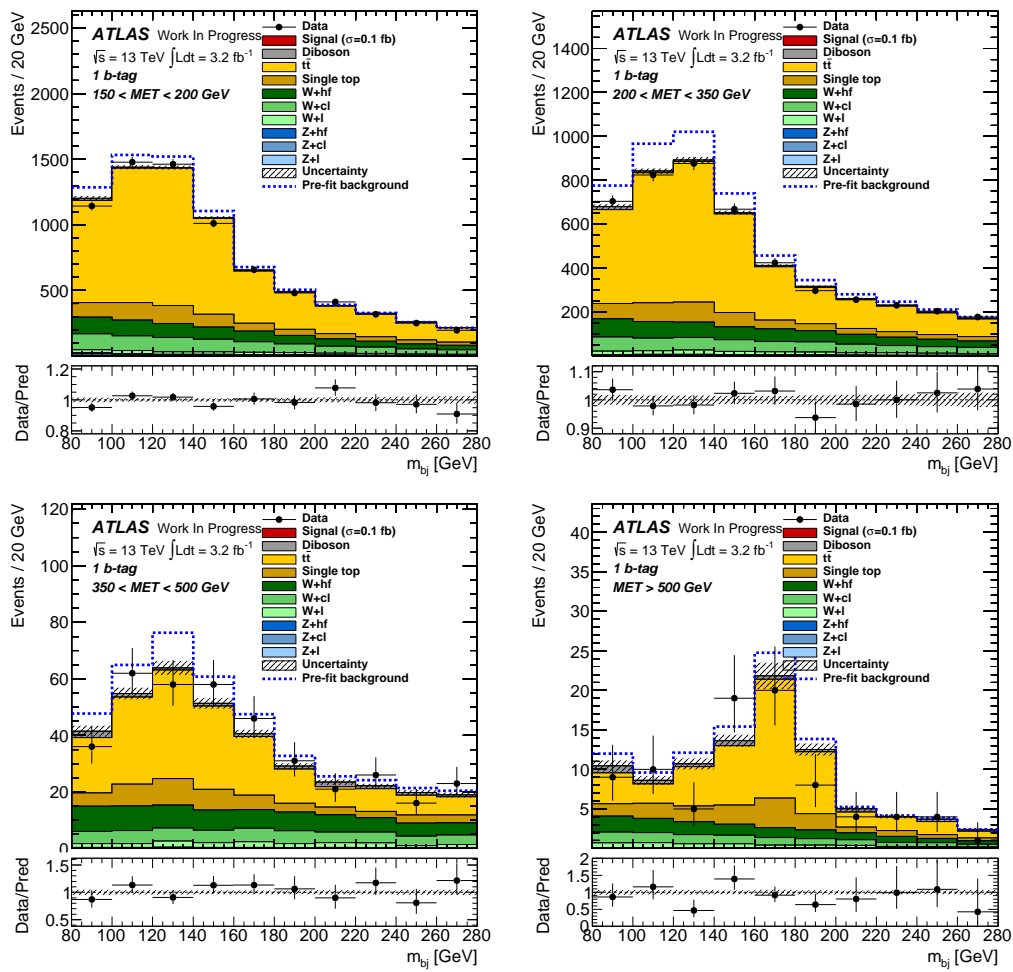 Events / 20 GeV
2500
2000
1500
1000
500
ATLAS Work In Progress
√s = 13 TeV ∫Ldt = 3.2 fb⁻¹
1 b-tag
150 < MET < 200 GeV
Data
Signal (σ=0.1 fb)
Diboson
tt̄
Single top
W+hf
W+cl
W+l
Z+hf
Z+cl
Z+l
Uncertainty
Pre-fit background
Data/Pred
1.2
1
0.8
80 100 120 140 160 180 200 220 240 260 280
m_bj [GeV]
Events / 20 GeV
1400
1200
1000
800
600
400
200
ATLAS Work In Progress
√s = 13 TeV ∫Ldt = 3.2 fb⁻¹
1 b-tag
200 < MET < 350 GeV
Data
Signal (σ=0.1 fb)
Diboson
tt̄
Single top
W+hf
W+cl
W+l
Z+hf
Z+cl
Z+l
Uncertainty
Pre-fit background
Data/Pred
1.1
1
0.9
80 100 120 140 160 180 200 220 240 260 280
m_bj [GeV]
Events / 20 GeV
120
100
80
60
40
20
0
ATLAS Work In Progress
√s = 13 TeV ∫Ldt = 3.2 fb⁻¹
1 b-tag
350 < MET < 500 GeV
Data
Signal (σ=0.1 fb)
Diboson
tt̄
Single top
W+hf
W+cl
W+l
Z+hf
Z+cl
Z+l
Uncertainty
Pre-fit background
Data/Pred
1.5
1
0.5
80 100 120 140 160 180 200 220 240 260 280
m_bj [GeV]
Events / 20 GeV
40
35
30
25
20
15
10
5
0
ATLAS Work In Progress
√s = 13 TeV ∫Ldt = 3.2 fb⁻¹
1 b-tag
MET > 500 GeV
Data
Signal (σ=0.1 fb)
Diboson
tt̄
Single top
W+hf
W+cl
W+l
Z+hf
Z+cl
Z+l
Uncertainty
Pre-fit background
Data/Pred
2
1.5
1
0.5
0
80 100 120 140 160 180 200 220 240 260 280
m_bj [GeV]